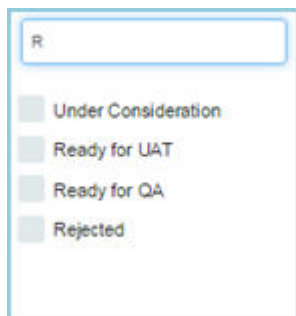 R
Under Consideration
Ready for UAT
Ready for QA
Rejected